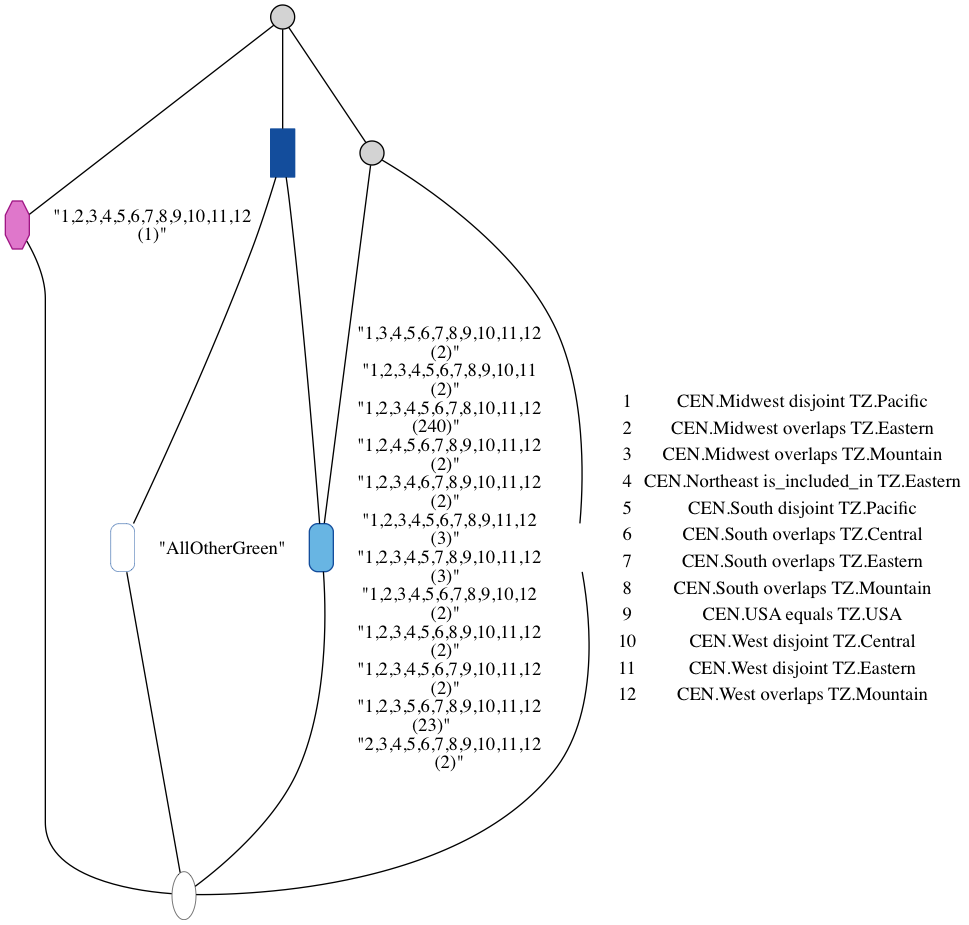 "1,2,3,4,5,6,7,8,9,10,11,12
(1)"
"1,3,4,5,6,7,8,9,10,11,12
(2)"
"1,2,3,4,5,6,7,8,9,10,11
(2)"
"1,2,3,4,5,6,7,8,10,11,12
(240)"
"1,2,4,5,6,7,8,9,10,11,12
(2)"
"1,2,3,4,6,7,8,9,10,11,12
(2)"
"1,2,3,4,5,6,7,8,9,11,12
(3)"
"1,2,3,4,5,7,8,9,10,11,12
(3)"
"1,2,3,4,5,6,7,8,9,10,12
(2)"
"1,2,3,4,5,6,8,9,10,11,12
(2)"
"1,2,3,4,5,6,7,9,10,11,12
(2)"
"1,2,3,5,6,7,8,9,10,11,12
(23)"
"2,3,4,5,6,7,8,9,10,11,12
(2)"
"AllOtherGreen"
1 CEN.Midwest disjoint TZ.Pacific
2 CEN.Midwest overlaps TZ.Eastern
3 CEN.Midwest overlaps TZ.Mountain
4 CEN.Northeast is_included_in TZ.Eastern
5 CEN.South disjoint TZ.Pacific
6 CEN.South overlaps TZ.Central
7 CEN.South overlaps TZ.Eastern
8 CEN.South overlaps TZ.Mountain
9 CEN.USA equals TZ.USA
10 CEN.West disjoint TZ.Central
11 CEN.West disjoint TZ.Eastern
12 CEN.West overlaps TZ.Mountain